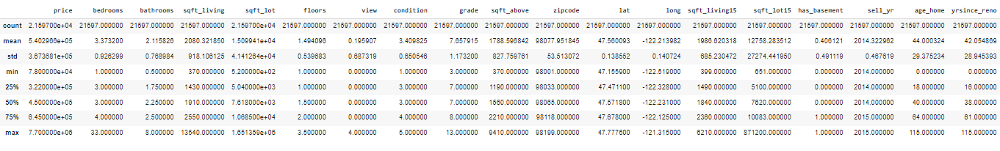 price bedrooms bathrooms sqft_living sqft_lot floors view condition grade sqft_above zipcode lat long sqft_living15 sqft_lot15 has_basement sell_yr age_home yrsince_reno
count 2.159700e+04 21597.000000 21597.000000 21597.000000 2.159700e+04 21597.000000 21597.000000 21597.000000 21597.000000 21597.000000 21597.000000 21597.000000 21597.000000 21597.000000 21597.000000 21597.000000 21597.000000 21597.000000 21597.000000
mean 5.402966e+05 3.373200 2.115826 2080.321850 1.509941e+04 1.494096 0.195907 3.409825 7.657915 1788.596842 98077.951845 47.560093 -122.213982 1986.620318 12758.283512 0.406121 2014.322962 44.000324 42.054869
std 3.673681e+05 0.926299 0.768984 918.106125 4.141264e+04 0.539683 0.687319 0.650546 1.173200 827.759761 53.513072 0.138552 0.140724 685.230472 27274.441950 0.491119 0.467619 29.375234 28.945393
min 7.800000e+04 1.000000 0.500000 370.000000 5.200000e+02 1.000000 0.000000 1.000000 3.000000 370.000000 98001.000000 47.155900 -122.519000 399.000000 651.000000 0.000000 2014.000000 0.000000 0.000000
25% 3.220000e+05 3.000000 1.750000 1430.000000 5.040000e+03 1.000000 0.000000 3.000000 7.000000 1190.000000 98033.000000 47.471100 -122.328000 1490.000000 5100.000000 0.000000 2014.000000 18.000000 16.000000
50% 4.500000e+05 3.000000 2.250000 1910.000000 7.618000e+03 1.500000 0.000000 3.000000 7.000000 1560.000000 98065.000000 47.571800 -122.231000 1840.000000 7620.000000 0.000000 2014.000000 40.000000 38.000000
75% 6.450000e+05 4.000000 2.500000 2550.000000 1.068500e+04 2.000000 0.000000 4.000000 8.000000 2210.000000 98118.000000 47.678000 -122.125000 2360.000000 10083.000000 1.000000 2015.000000 64.000000 61.000000
max 7.700000e+06 33.000000 8.000000 13540.000000 1.651359e+06 3.500000 4.000000 5.000000 13.000000 9410.000000 98199.000000 47.777600 -121.315000 6210.000000 871200.000000 1.000000 2015.000000 115.000000 115.000000